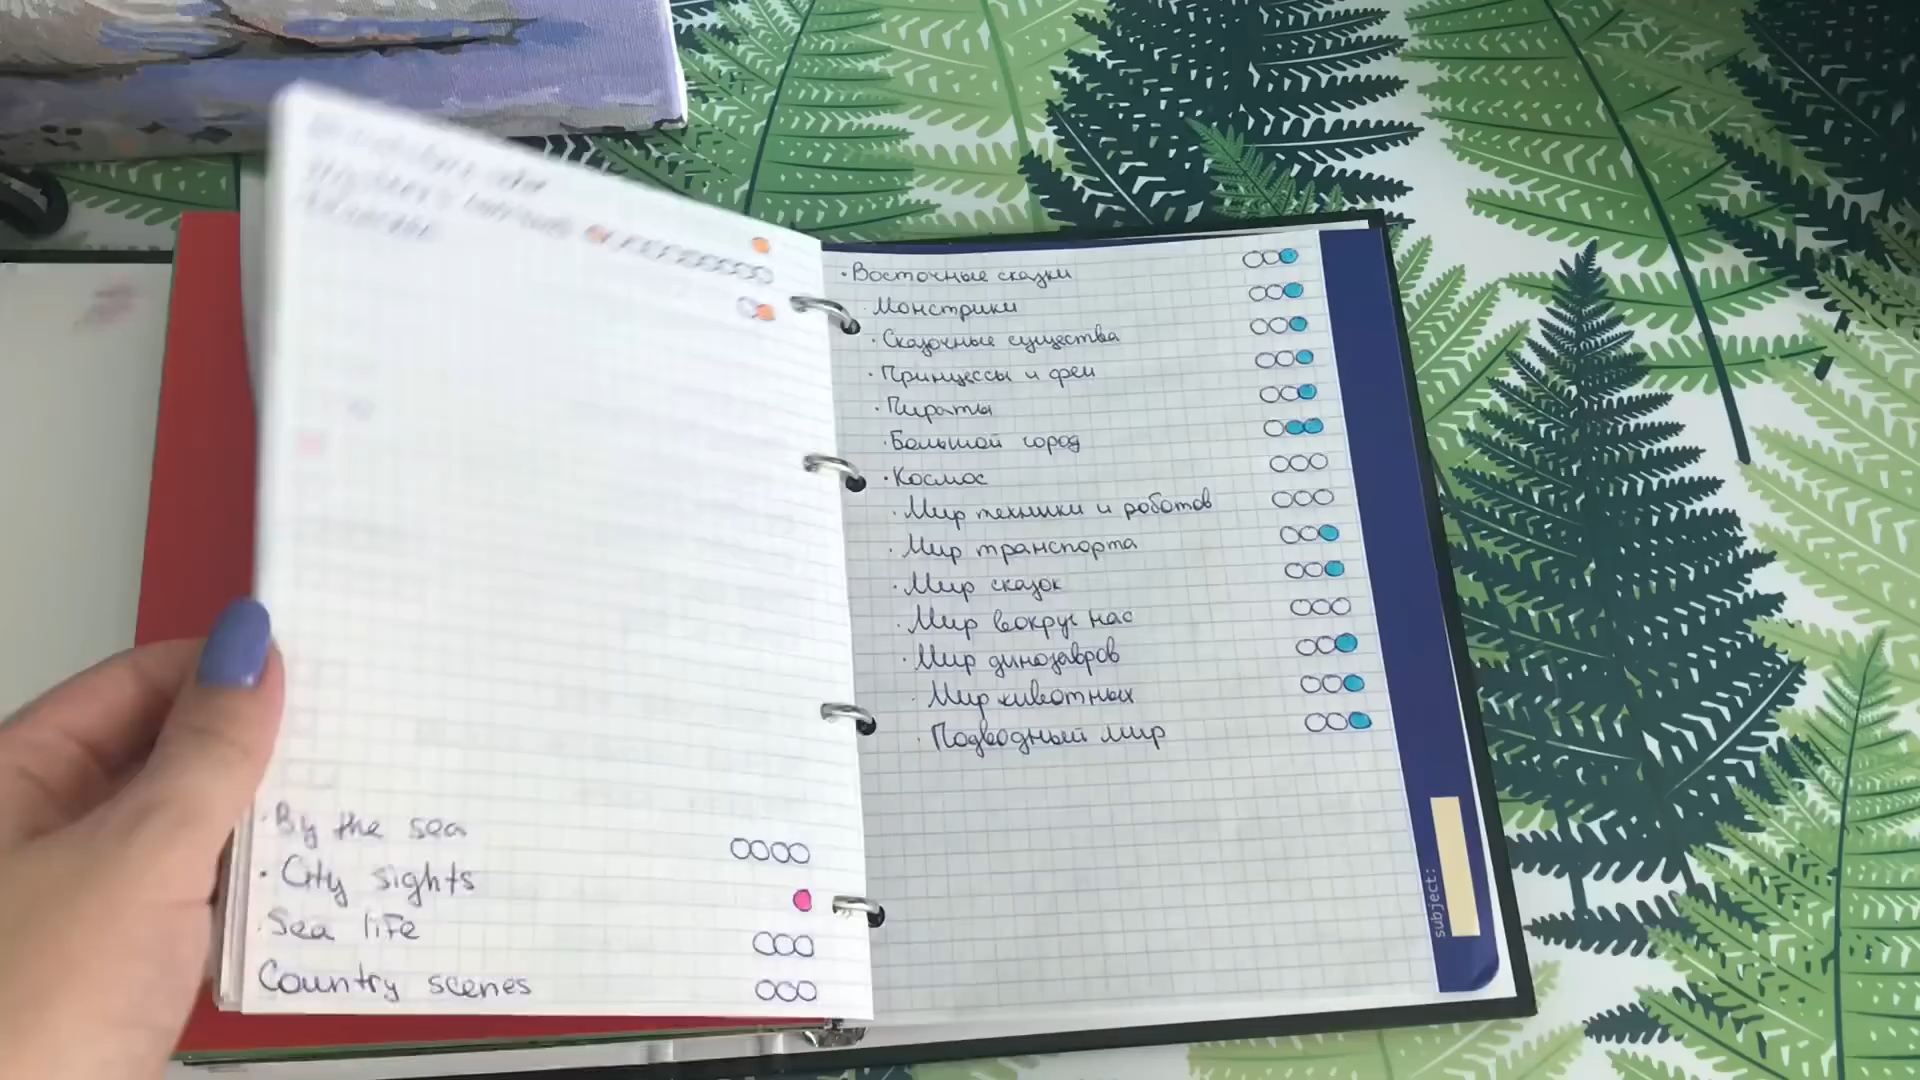 By the sea
City sights
Sea life
Country scenes
Восточные сказки
Монстрики
Сказочные существа
Принцессы и феи
Пираты
Большой город
Космос
Мир техники и роботов
Мир транспорта
Мир сказок
Мир вокруг нас
Мир динозавров
Мир животных
Подводный мир
subject: